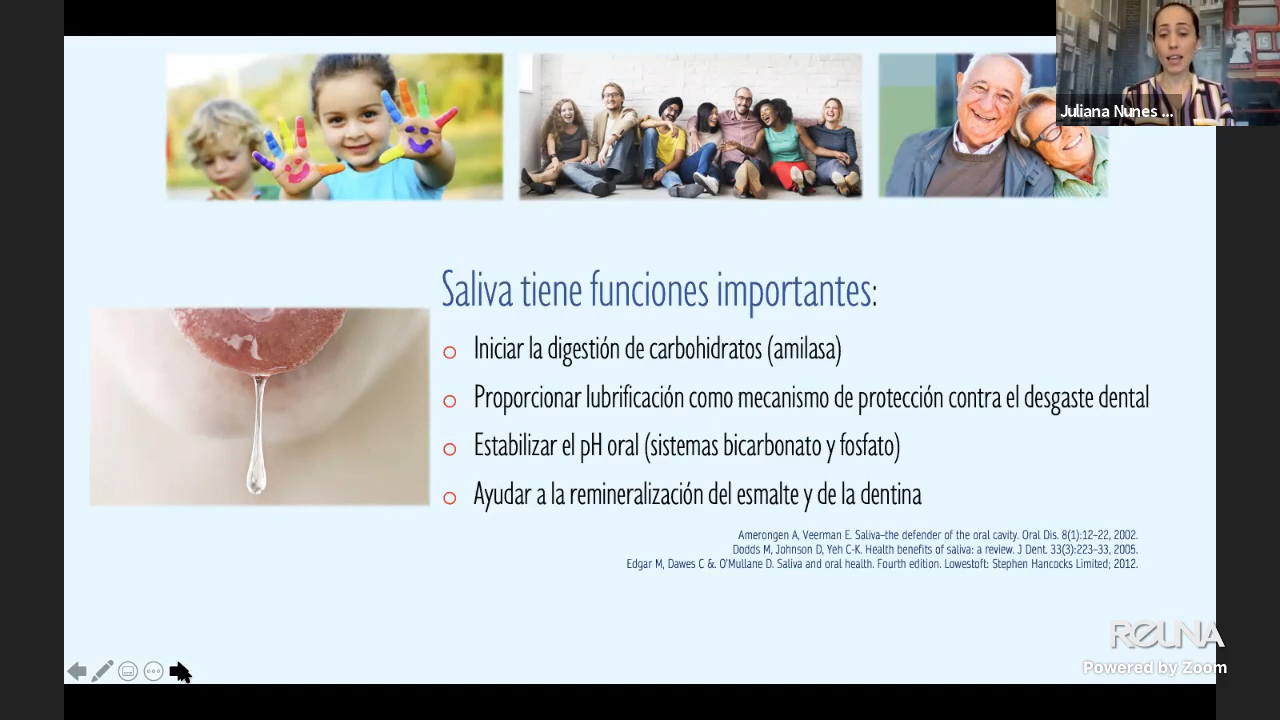 Juliana Nunes ...
Saliva tiene funciones importantes:
Iniciar la digestión de carbohidratos (amilasa)
Proporcionar lubrificación como mecanismo de protección contra el desgaste dental
Estabilizar el pH oral (sistemas bicarbonato y fosfato)
Ayudar a la remineralización del esmalte y de la dentina
Amerongen A, Veerman E. Saliva–the defender of the oral cavity. Oral Dis. 8(1):12–22, 2002.
Dodds M, Johnson D, Yeh C-K. Health benefits of saliva: a review. J Dent. 33(3):223–33, 2005.
Edgar M, Dawes C &. O'Mullane D. Saliva and oral health. Fourth edition. Lowestoft: Stephen Hancocks Limited; 2012.
REUNA
Powered by Zoom